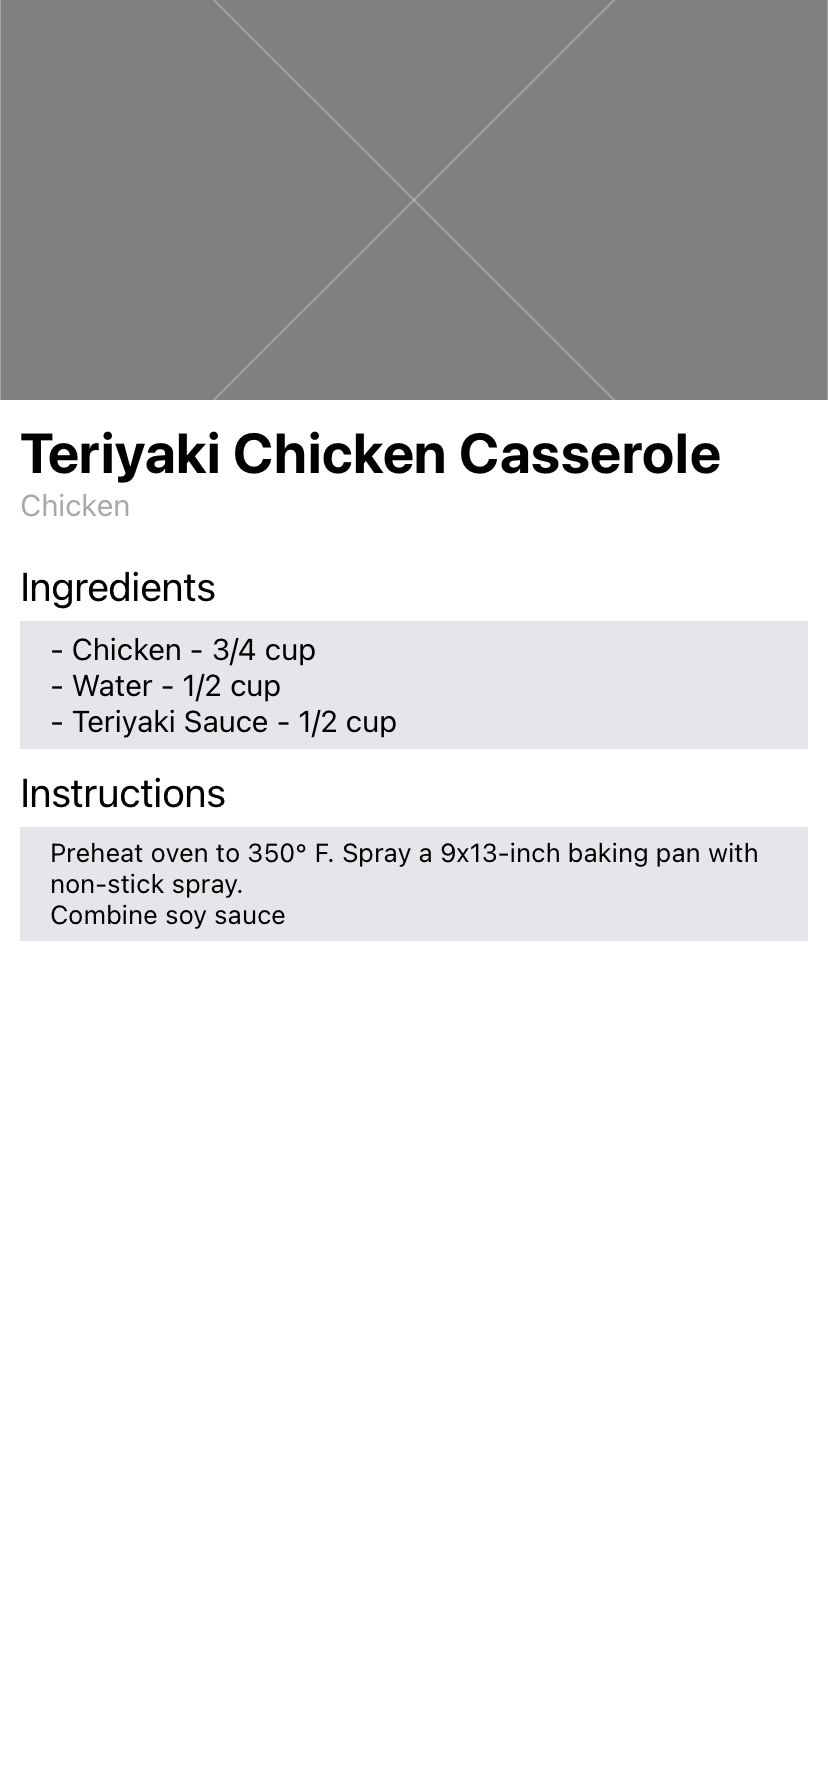 Teriyaki Chicken Casserole
Chicken
Ingredients
- Chicken - 3/4 cup
- Water - 1/2 cup
- Teriyaki Sauce - 1/2 cup
Instructions
Preheat oven to 350° F. Spray a 9x13-inch baking pan with
non-stick spray.
Combine soy sauce